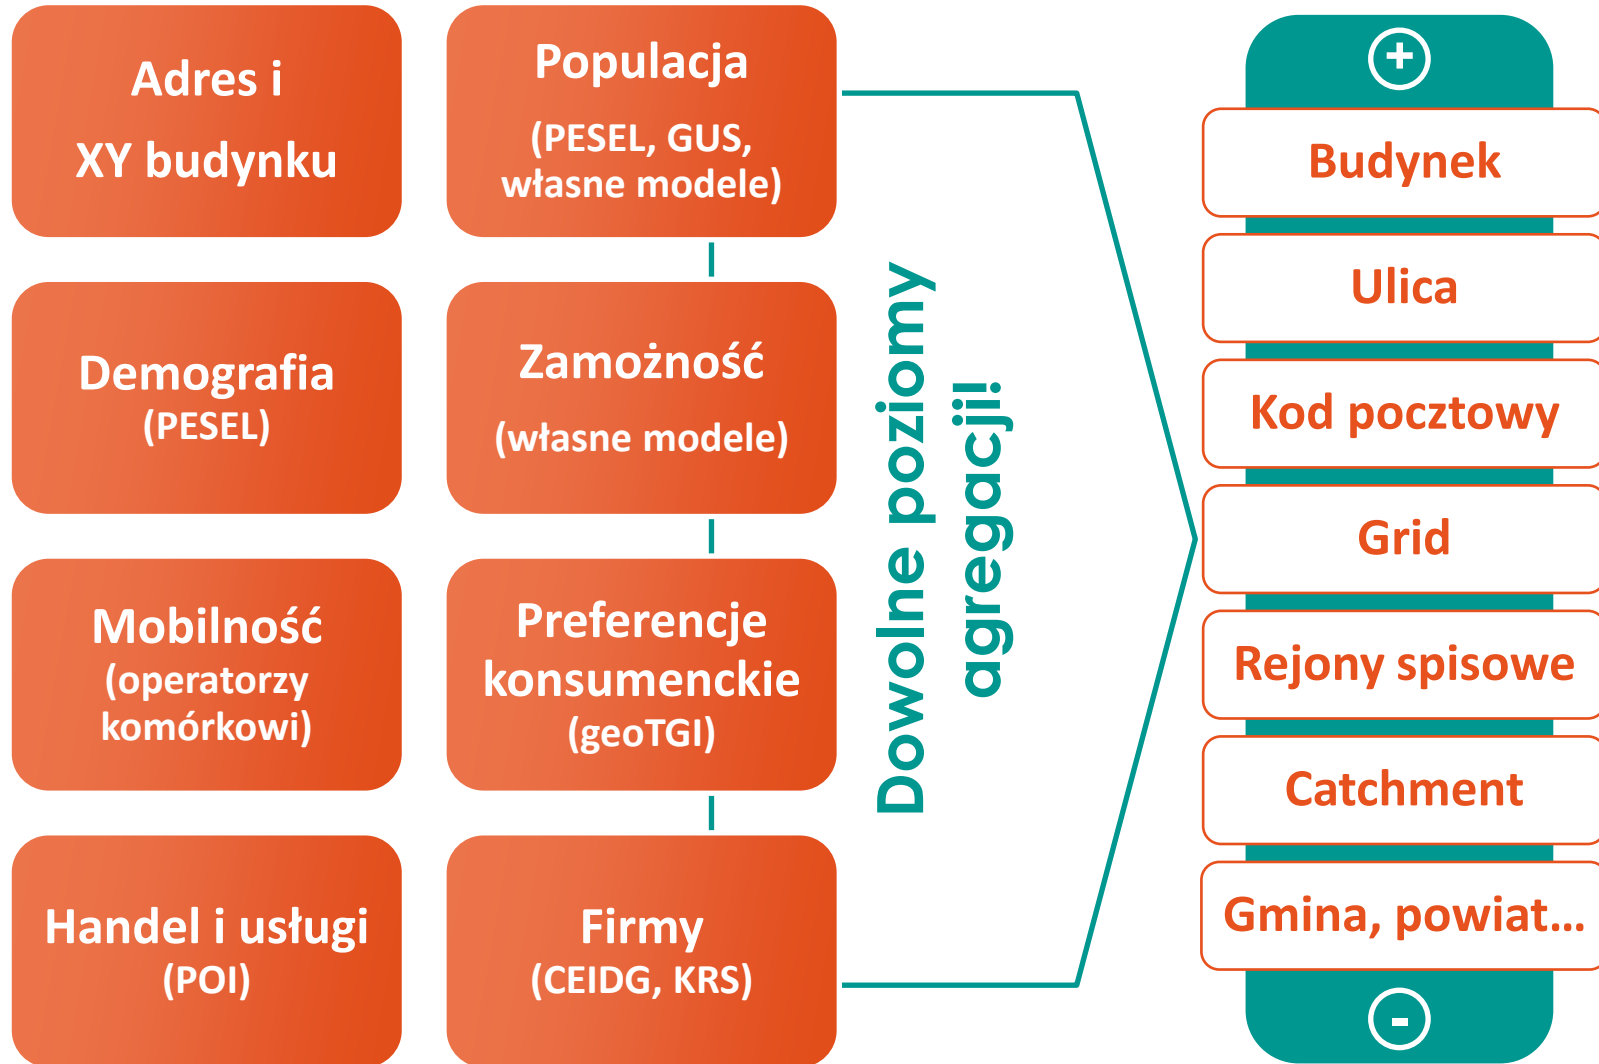 Adres i
XY budynku
Populacja
(PESEL, GUS,
własne modele)
Demografia
(PESEL)
Zamożność
(własne modele)
Mobilność
(operatorzy
komórkowi)
Preferencje
konsumenckie
(geoTGI)
Handel i usługi
(POI)
Firmy
(CEIDG, KRS)
Dowolne poziomy
agregacji!
+
Budynek
Ulica
Kod pocztowy
Grid
Rejony spisowe
Catchment
Gmina, powiat...
-